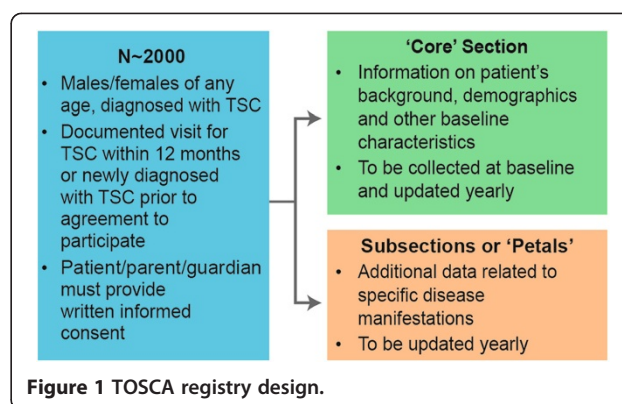 N~2000
• Males/females of any
age, diagnosed with TSC
• Documented visit for
TSC within 12 months
or newly diagnosed
with TSC prior to
agreement to
participate
• Patient/parent/guardian
must provide
written informed
consent
‘Core’ Section
• Information on patient’s
background, demographics
and other baseline
characteristics
• To be collected at baseline
and updated yearly
Subsections or ‘Petals’
• Additional data related to
specific disease
manifestations
• To be updated yearly
Figure 1 TOSCA registry design.